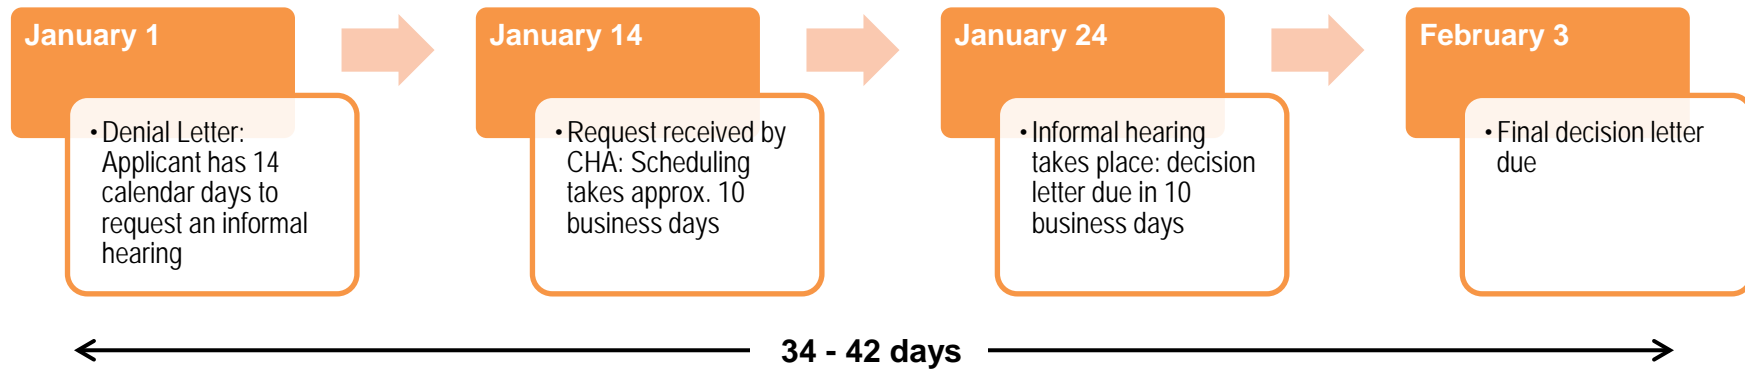 January 1
• Denial Letter:
Applicant has 14
calendar days to
request an informal
hearing
January 14
• Request received by
CHA: Scheduling
takes approx. 10
business days
January 24
• Informal hearing
takes place: decision
letter due in 10
business days
February 3
• Final decision letter
due
34 - 42 days